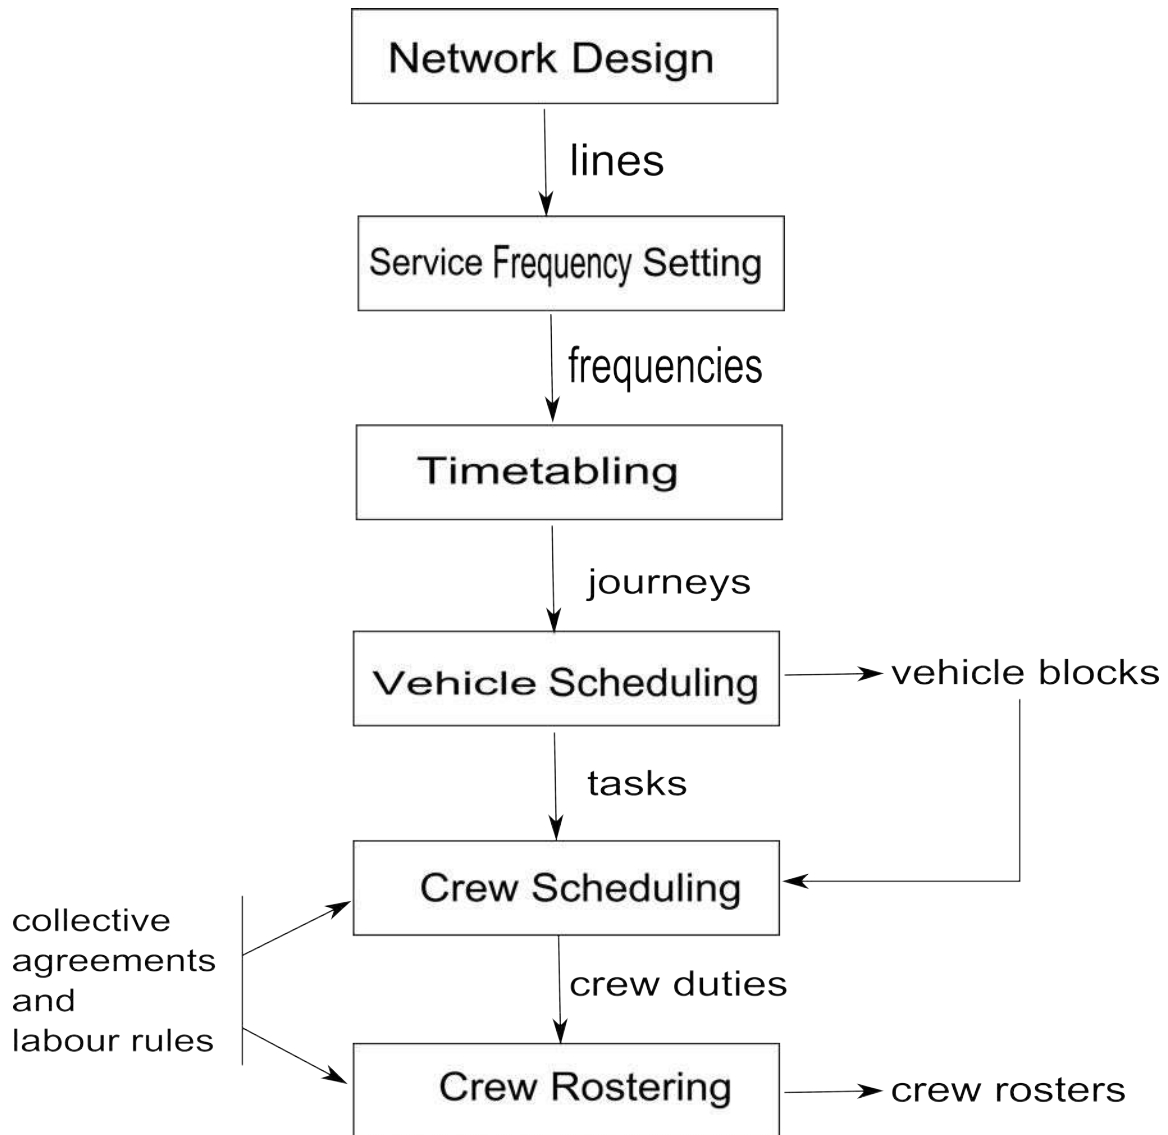 Network Design
lines
Service Frequency Setting
frequencies
Timetabling
journeys
Vehicle Scheduling
vehicle blocks
tasks
Crew Scheduling
collective
agreements
and
labour rules
crew duties
Crew Rostering
crew rosters